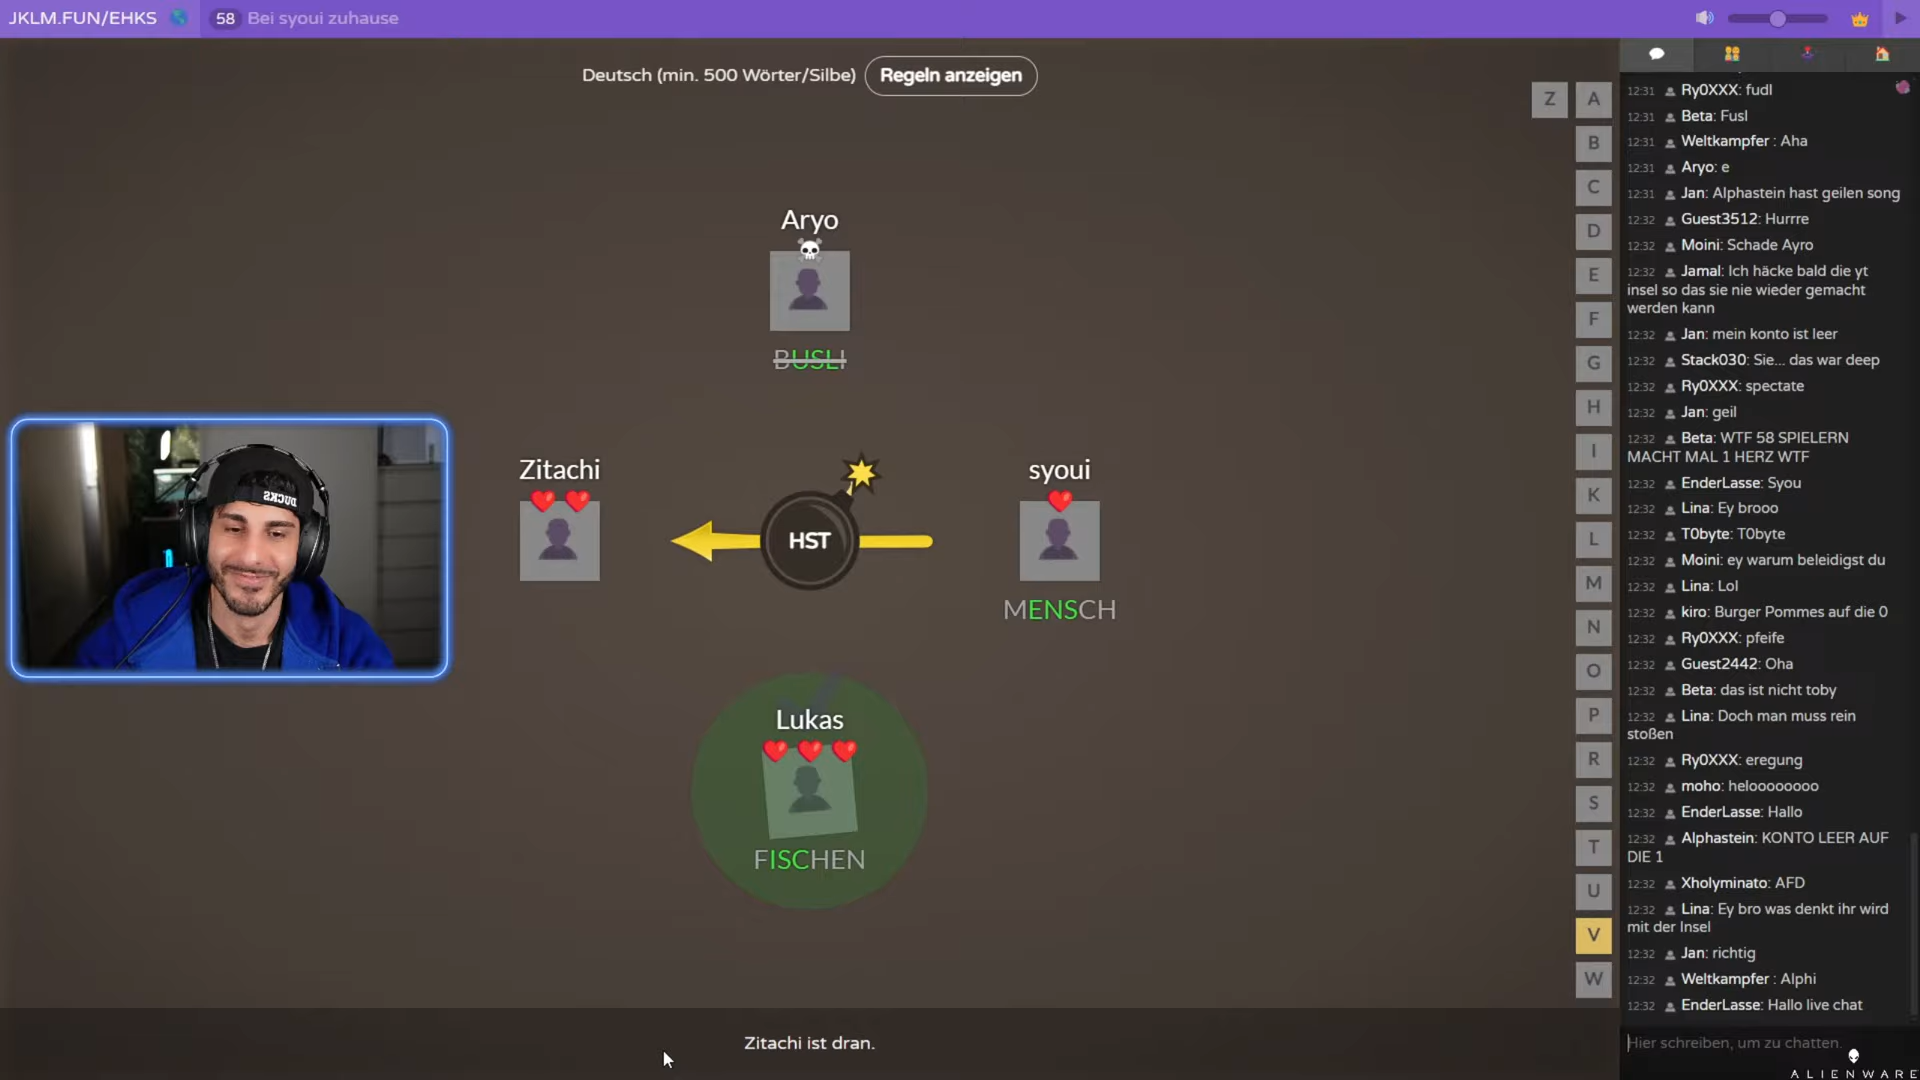 JKLM.FUN/EHKS
58 Bei syoui zuhause
Deutsch (min. 500 Wörter/Silbe) Regeln anzeigen
Aryo
BUSLI
Zitachi
HST
syoui
MENSCH
Lukas
FISCHEN
Zitachi ist dran.
DUCKS
Z A
B
C
D
E
F
G
H
I
K
L
M
N
O
P
R
S
T
U
V
W
12:31 Ry0XXX: fudl
12:31 Beta: Fusl
12:31 Weltkampfer : Aha
12:31 Aryo: e
12:31 Jan: Alphastein hast geilen song
12:32 Guest3512: Hurrre
12:32 Moini: Schade Ayro
12:32 Jamal: Ich häcke bald die yt
insel so das sie nie wieder gemacht
werden kann
12:32 Jan: mein konto ist leer
12:32 Stack030: Sie... das war deep
12:32 Ry0XXX: spectate
12:32 Jan: geil
12:32 Beta: WTF 58 SPIELERN
MACHT MAL 1 HERZ WTF
12:32 EnderLasse: Syou
12:32 Lina: Ey brooo
12:32 T0byte: T0byte
12:32 Moini: ey warum beleidigst du
12:32 Lina: Lol
12:32 kiro: Burger Pommes auf die 0
12:32 Ry0XXX: pfeife
12:32 Guest2442: Oha
12:32 Beta: das ist nicht toby
12:32 Lina: Doch man muss rein
stoßen
12:32 Ry0XXX: eregung
12:32 moho: heloooooooo
12:32 EnderLasse: Hallo
12:32 Alphastein: KONTO LEER AUF
DIE 1
12:32 Xholyminato: AFD
12:32 Lina: Ey bro was denkt ihr wird
mit der Insel
12:32 Jan: richtig
12:32 Weltkampfer : Alphi
12:32 EnderLasse: Hallo live chat
Hier schreiben, um zu chatten.
ALIENWARE